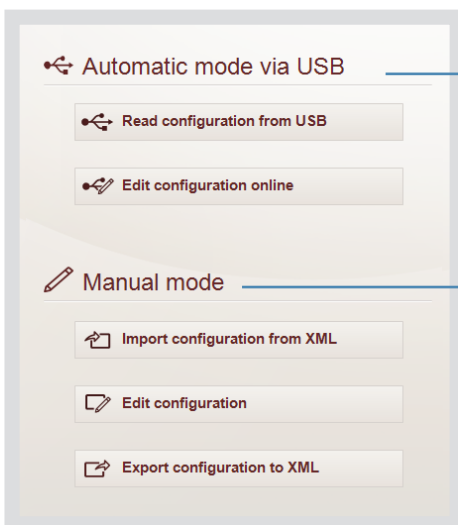 Automatic mode via USB
Read configuration from USB
Edit configuration online
Manual mode
Import configuration from XML
Edit configuration
Export configuration to XML